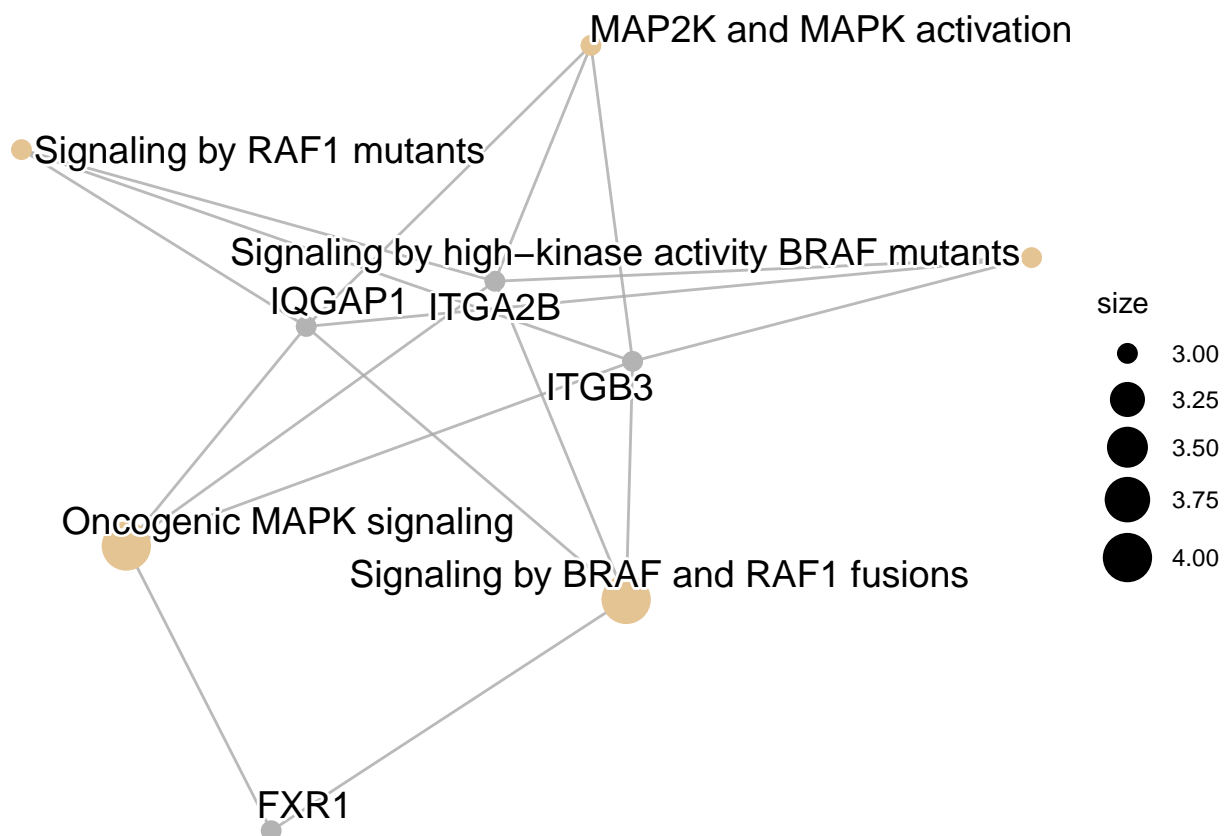 MAP2K and MAPK activation
Signaling by RAF1 mutants
Signaling by high−kinase activity BRAF mutants
IQGAP1
ITGA2B
ITGB3
Oncogenic MAPK signaling
Signaling by BRAF and RAF1 fusions
FXR1
size
3.00
3.25
3.50
3.75
4.00